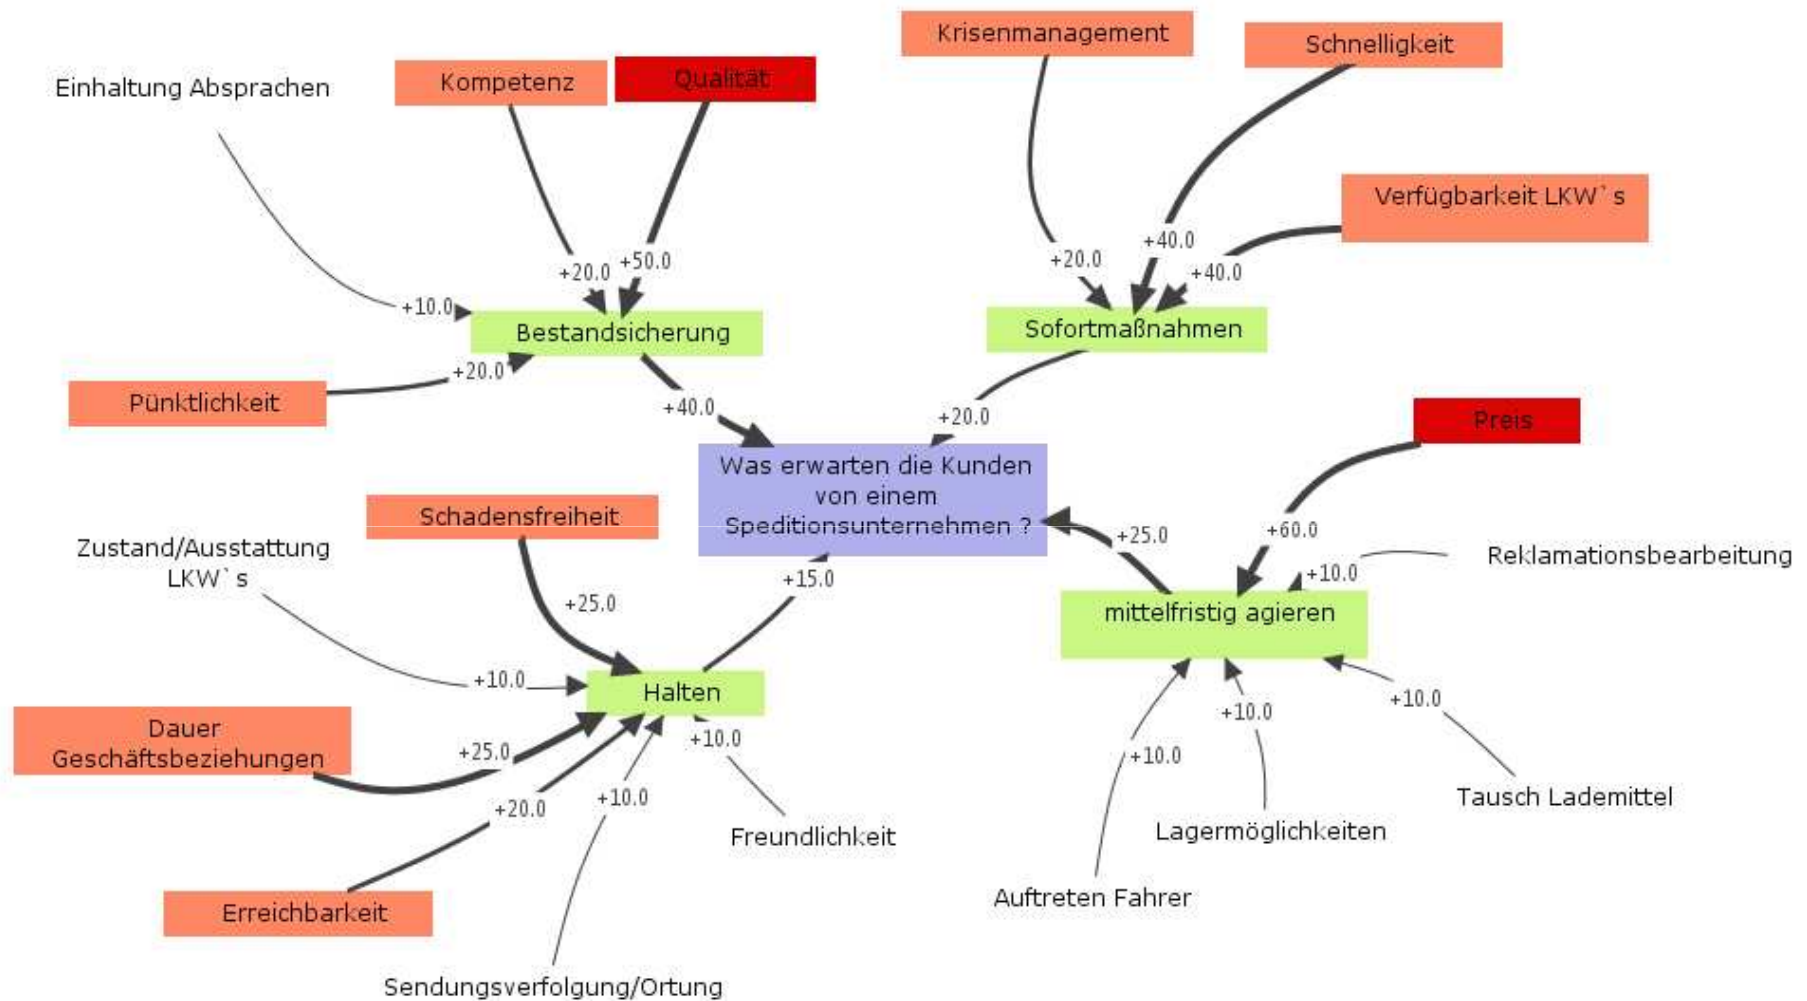 Krisenmanagement
Schnelligkeit
Einhaltung Absprachen
Kompetenz
Qualität
Verfügbarkeit LKW`s
+20.0
+50.0
+40.0
+20.0
+40.0
+10.0
Bestandsicherung
Sofortmaßnahmen
+20.0
Pünktlichkeit
+40.0
+20.0
Preis
Was erwarten die Kunden
von einem
Speditionsunternehmen ?
Schadensfreiheit
+25.0
+60.0
Zustand/Ausstattung
LKW`s
+15.0
+10.0
Reklamationsbearbeitung
+25.0
mittelfristig agieren
+10.0
Halten
+10.0
+10.0
Dauer
Geschäftsbeziehungen
+25.0
+10.0
+10.0
+20.0
+10.0
Tausch Lademittel
Freundlichkeit
Lagermöglichkeiten
Auftreten Fahrer
Erreichbarkeit
Sendungsverfolgung/Ortung